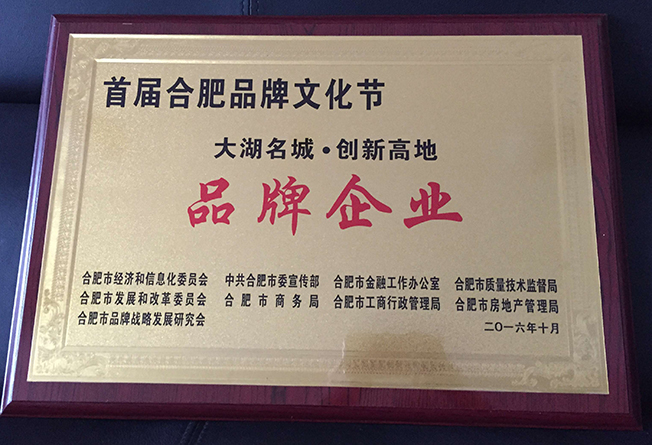 首届合肥品牌文化节
大湖名城·创新高地
品牌企业
合肥市经济和信息化委员会 中共合肥市委宣传部 合肥市金融工作办公室 合肥市质量技术监督局
合肥市发展和改革委员会 合肥市商务局 合肥市工商行政管理局 合肥市房地产管理局
合肥市品牌战略发展研究会
二〇一六年十月